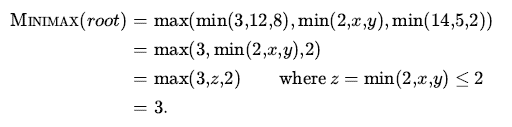 MINIMAX(root) = max(min(3,12,8),min(2,x,y),min(14,5,2))
= max(3,min(2,x,y),2)
= max(3,z,2) where z = min(2,x,y) ≤ 2
= 3.